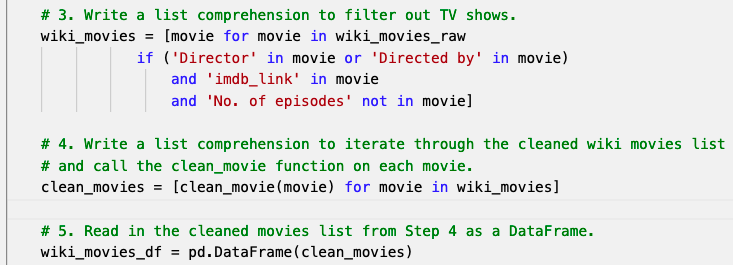 # 3. Write a list comprehension to filter out TV shows.
wiki_movies = [movie for movie in wiki_movies_raw
if ('Director' in movie or 'Directed by' in movie)
and 'imdb_link' in movie
and 'No. of episodes' not in movie]
# 4. Write a list comprehension to iterate through the cleaned wiki movies list
# and call the clean_movie function on each movie.
clean_movies = [clean_movie(movie) for movie in wiki_movies]
# 5. Read in the cleaned movies list from Step 4 as a DataFrame.
wiki_movies_df = pd.DataFrame(clean_movies)